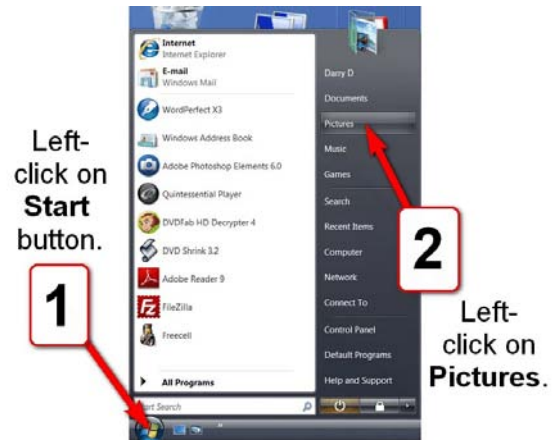 Left-
click on
Start
button.
1
Internet
Internet Explorer
E-mail
Windows Mail
WordPerfect X3
Windows Address Book
Adobe Photoshop Elements 6.0
Quintessential Player
DVDFab HD Decrypter 4
DVD Shrink 3.2
Adobe Reader 9
FileZilla
Freecell
All Programs
Start Search
Darry D
Documents
Pictures
Music
Games
Search
Recent Items
Computer
Network
Connect To
Control Panel
Default Programs
Help and Support
2
Left-
click on
Pictures.